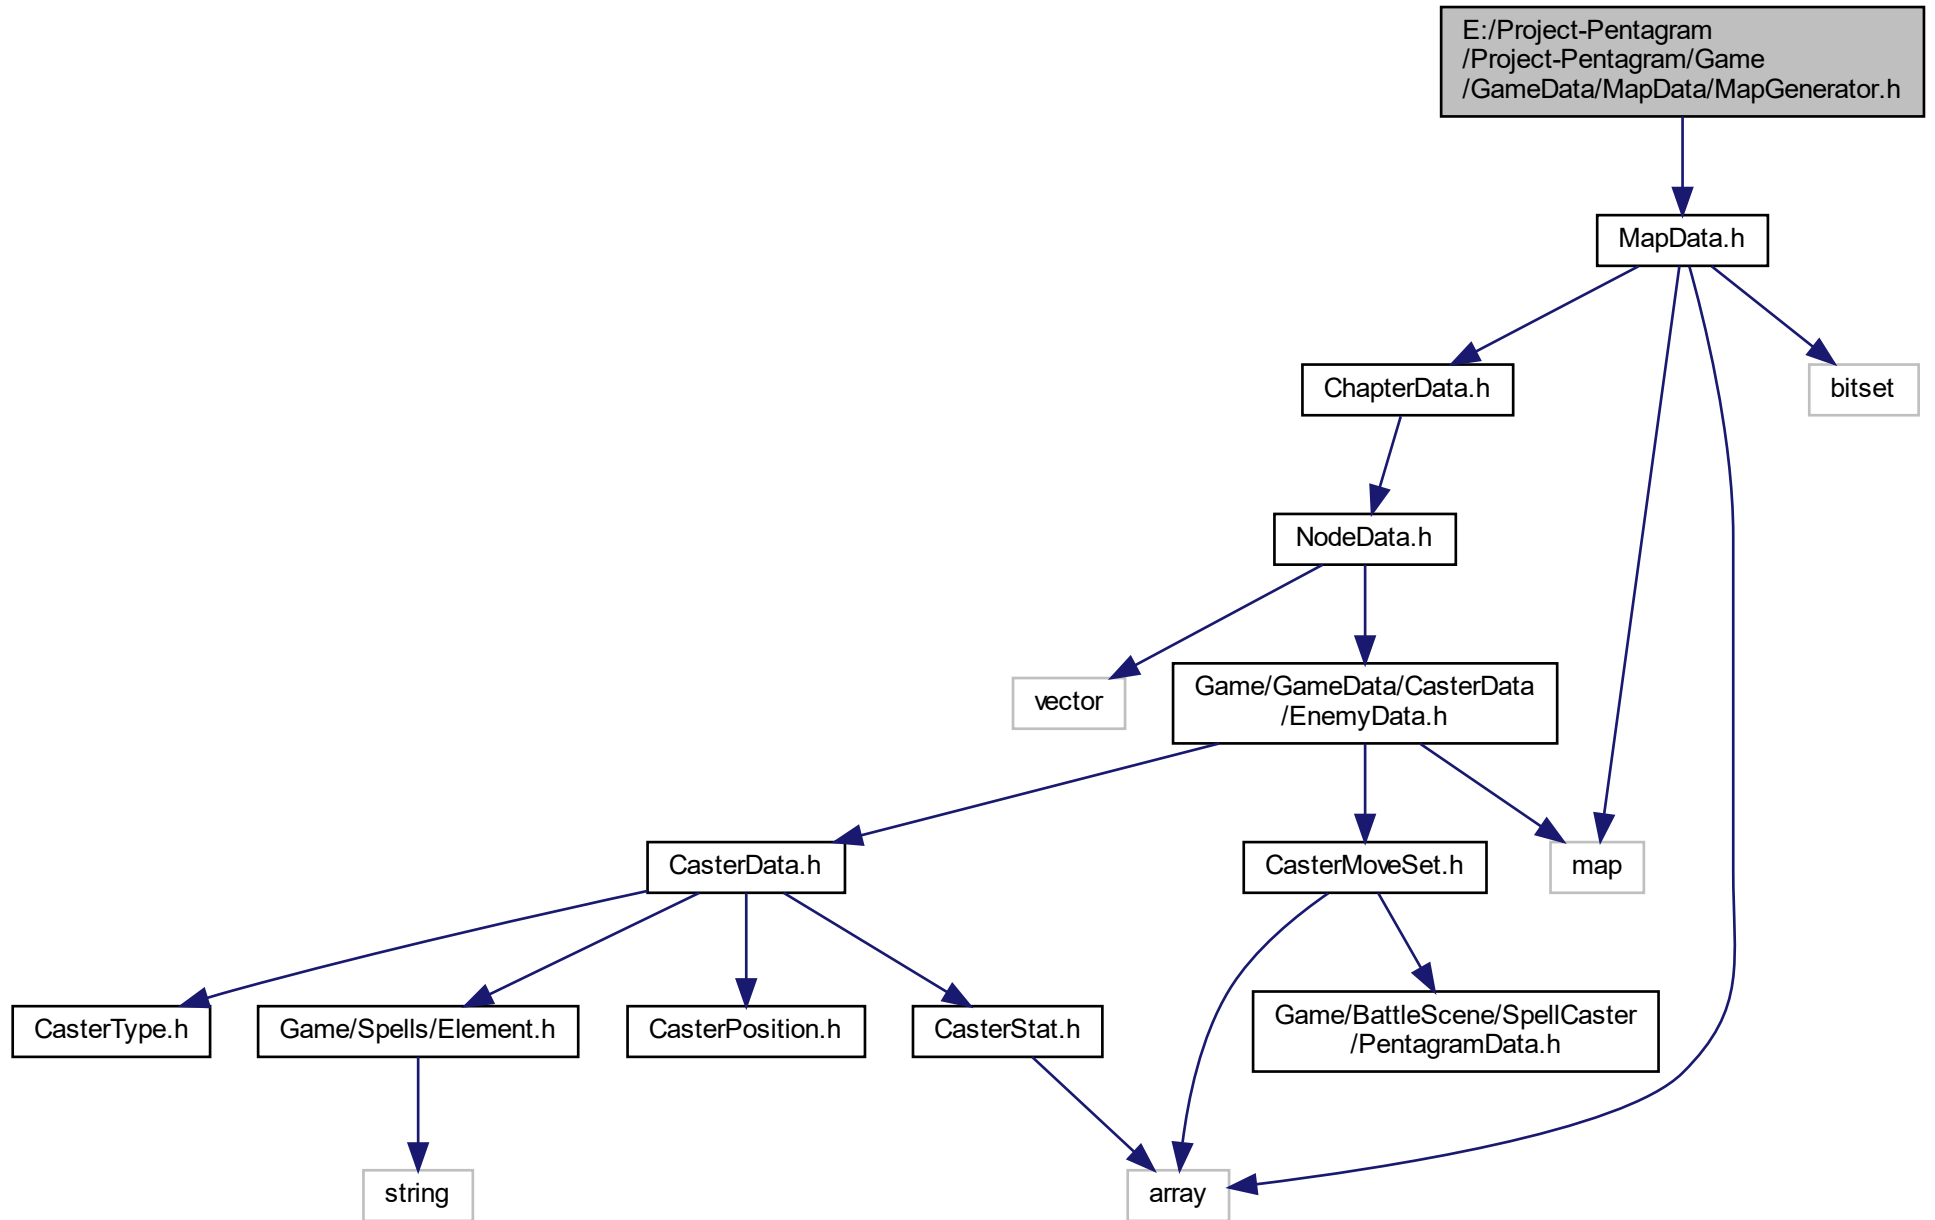 E:/Project-Pentagram
/Project-Pentagram/Game
/GameData/MapData/MapGenerator.h
MapData.h
ChapterData.h
bitset
NodeData.h
vector
Game/GameData/CasterData
/EnemyData.h
CasterData.h
CasterMoveSet.h
map
CasterType.h
Game/Spells/Element.h
CasterPosition.h
CasterStat.h
Game/BattleScene/SpellCaster
/PentagramData.h
string
array